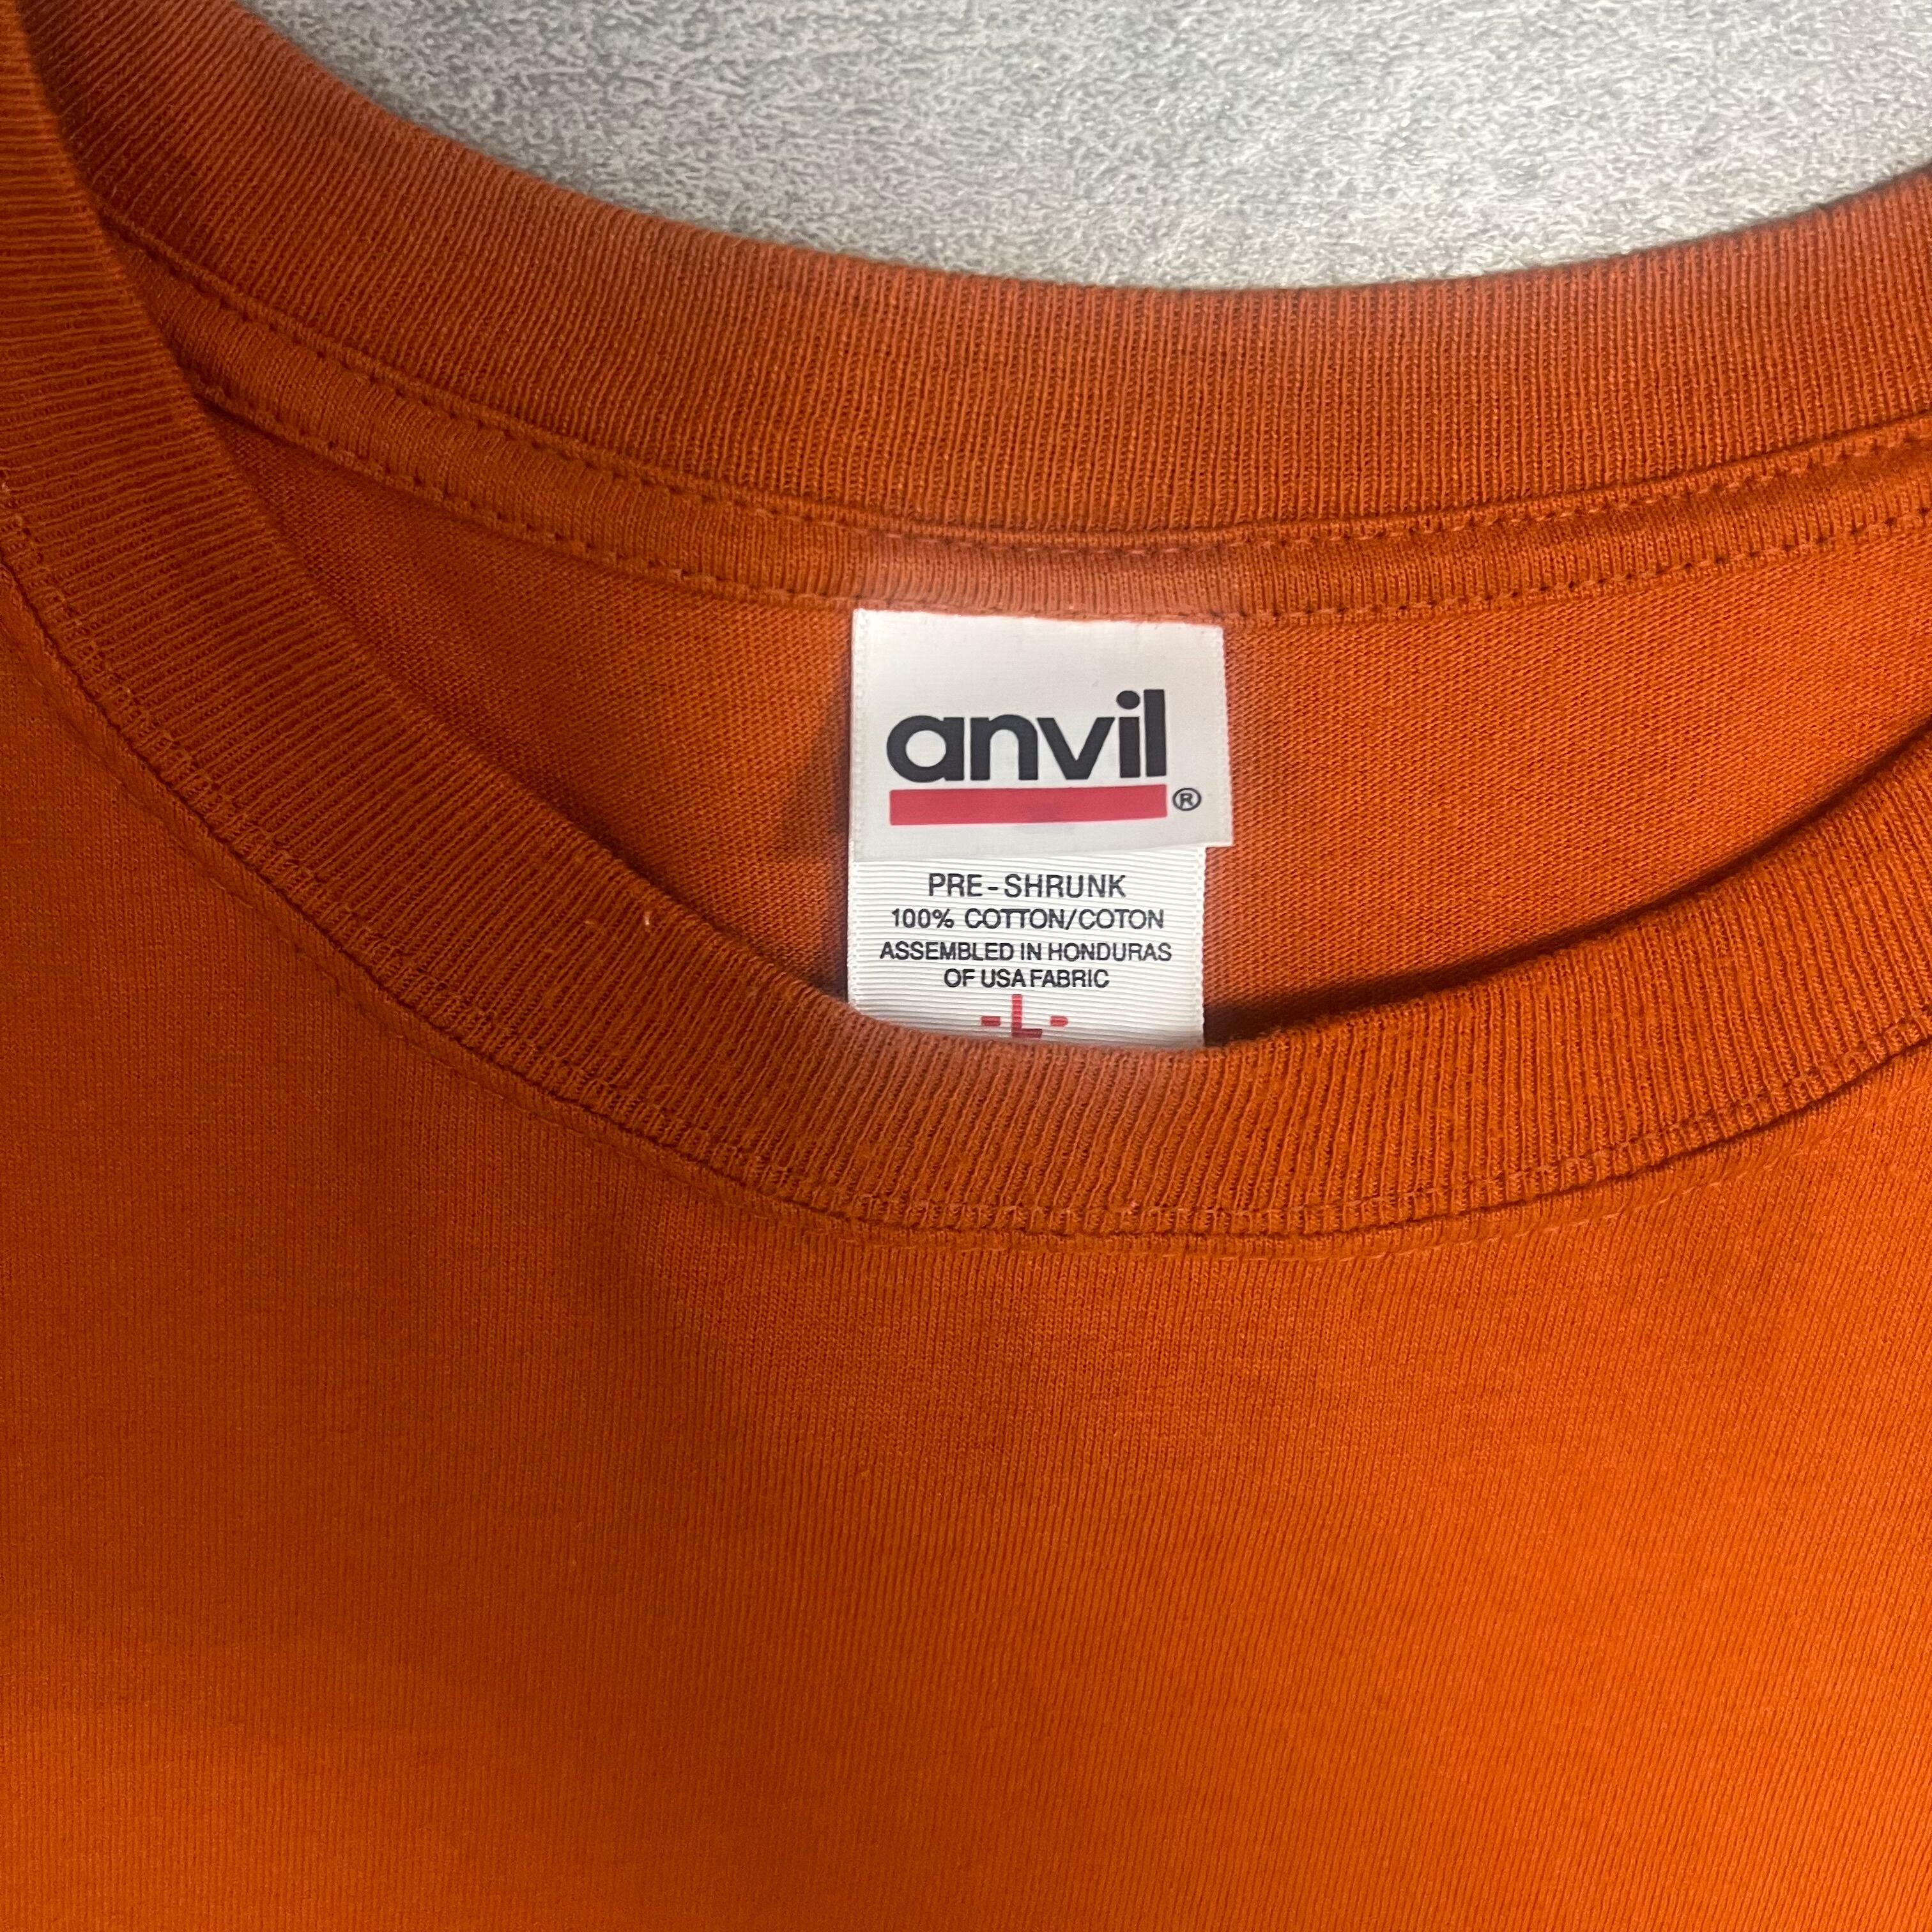 anvil
®
PRE-SHRUNK
100% COTTON/COTON
ASSEMBLED IN HONDURAS
OF USA FABRIC
-L-